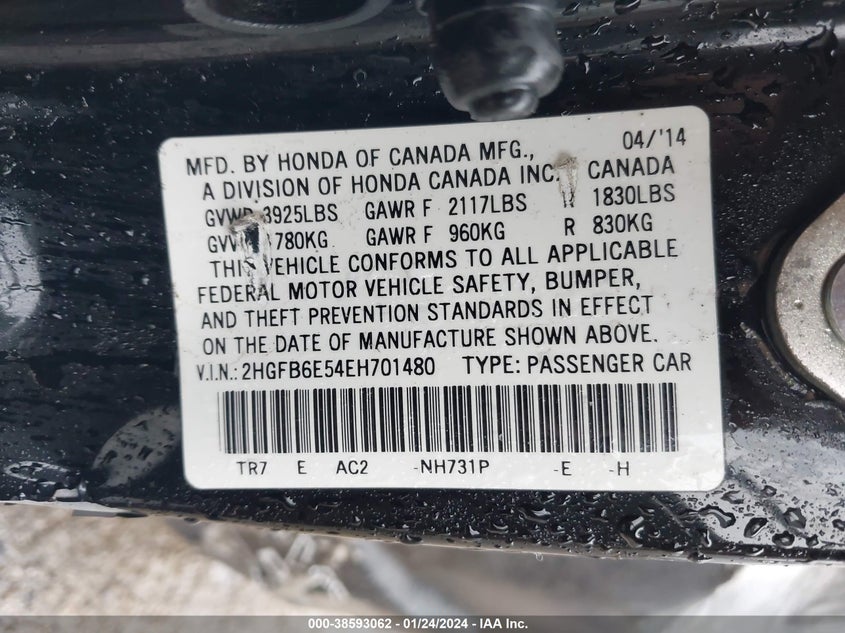 04/'14
MFD. BY HONDA OF CANADA MFG.,
A DIVISION OF HONDA CANADA INC. CANADA
3925LBS GAWR F 2117LBS 1830LBS
780KG GAWR F 960KG R 830KG
THIS VEHICLE CONFORMS TO ALL APPLICABLE
FEDERAL MOTOR VEHICLE SAFETY, BUMPER,
AND THEFT PREVENTION STANDARDS IN EFFECT
ON THE DATE OF MANUFACTURE SHOWN ABOVE.
V.I.N.: 2HGFB6E54EH701480 TYPE: PASSENGER CAR
TR7 E AC2 -NH731P -E -H
000-38593062 - 01/24/2024 - IAA Inc.